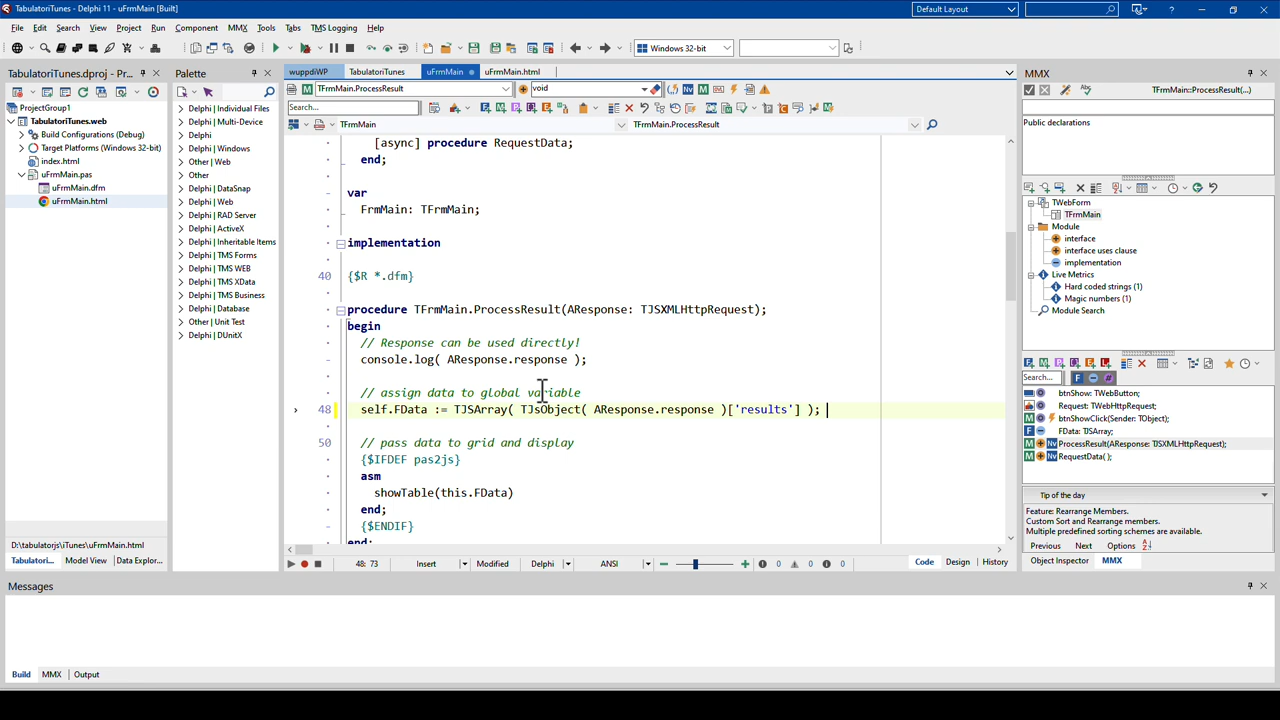 TabulatoriTunes - Delphi 11 - uFrmMain [Built]
Default Layout
File Edit Search View Project Run Component MMX Tools Tabs TMS Logging Help
Windows 32-bit
TabulatoriTunes.dproj - Pr...
Palette
wuppdiWP TabulatoriTunes uFrmMain uFrmMain.html
MMX
TFrmMain.ProcessResult
void
TFrmMain::ProcessResult(...)
ProjectGroup1
TabulatoriTunes.web
Build Configurations (Debug)
Target Platforms (Windows 32-bit)
index.html
uFrmMain.pas
uFrmMain.dfm
uFrmMain.html
D:\tabulatorjs\iTunes\uFrmMain.html
Tabulatori... Model View Data Explor...
Delphi | Individual Files
Delphi | Multi-Device
Delphi
Delphi | Windows
Other | Web
Other
Delphi | DataSnap
Delphi | Web
Delphi | RAD Server
Delphi | ActiveX
Delphi | Inheritable Items
Delphi | TMS Forms
Delphi | TMS WEB
Delphi | TMS XData
Delphi | TMS Business
Delphi | Database
Other | Unit Test
Delphi | DUnitX
Search...
TFrmMain
TFrmMain.ProcessResult
[async] procedure RequestData;
end;
var
FrmMain: TFrmMain;
implementation
40 {$R *.dfm}
procedure TFrmMain.ProcessResult(AResponse: TJSXMLHttpRequest);
begin
// Response can be used directly!
console.log( AResponse.response );
// assign data to global variable
48 self.FData := TJSArray( TJsObject( AResponse.response )['results'] );
50 // pass data to grid and display
{$IFDEF pas2js}
asm
showTable(this.FData)
end;
{$ENDIF}
end;
48: 73 Insert Modified Delphi ANSI 0 0 0
Code Design History
Public declarations
TWebForm
TFrmMain
Module
interface
interface uses clause
implementation
Live Metrics
Hard coded strings (1)
Magic numbers (1)
Module Search
Search...
btnShow: TWebButton;
Request: TWebHttpRequest;
btnShowClick(Sender: TObject);
FData: TJSArray;
ProcessResult(AResponse: TJSXMLHttpRequest);
RequestData( );
Tip of the day
Feature: Rearrange Members.
Custom Sort and Rearrange members.
Multiple predefined sorting schemes are available.
Previous Next Options
Object Inspector MMX
Messages
Build MMX Output